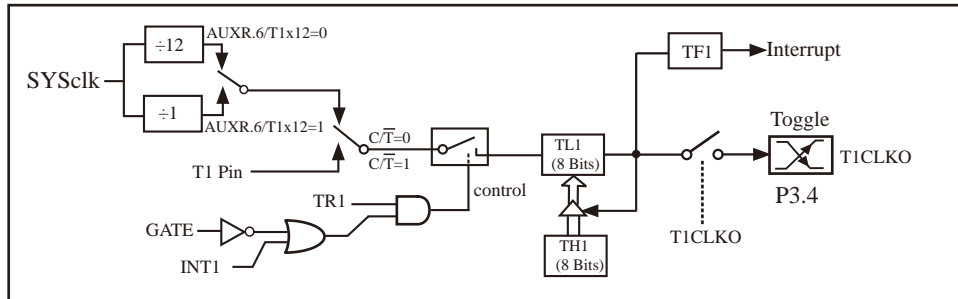 AUXR.6/T1x12=0
÷12
SYSclk
÷1
AUXR.6/T1x12=1
C/T̅=0
C/T̅=1
T1 Pin
TR1
control
GATE
INT1
TL1
(8 Bits)
TH1
(8 Bits)
TF1
Interrupt
Toggle
T1CLKO
P3.4
T1CLKO